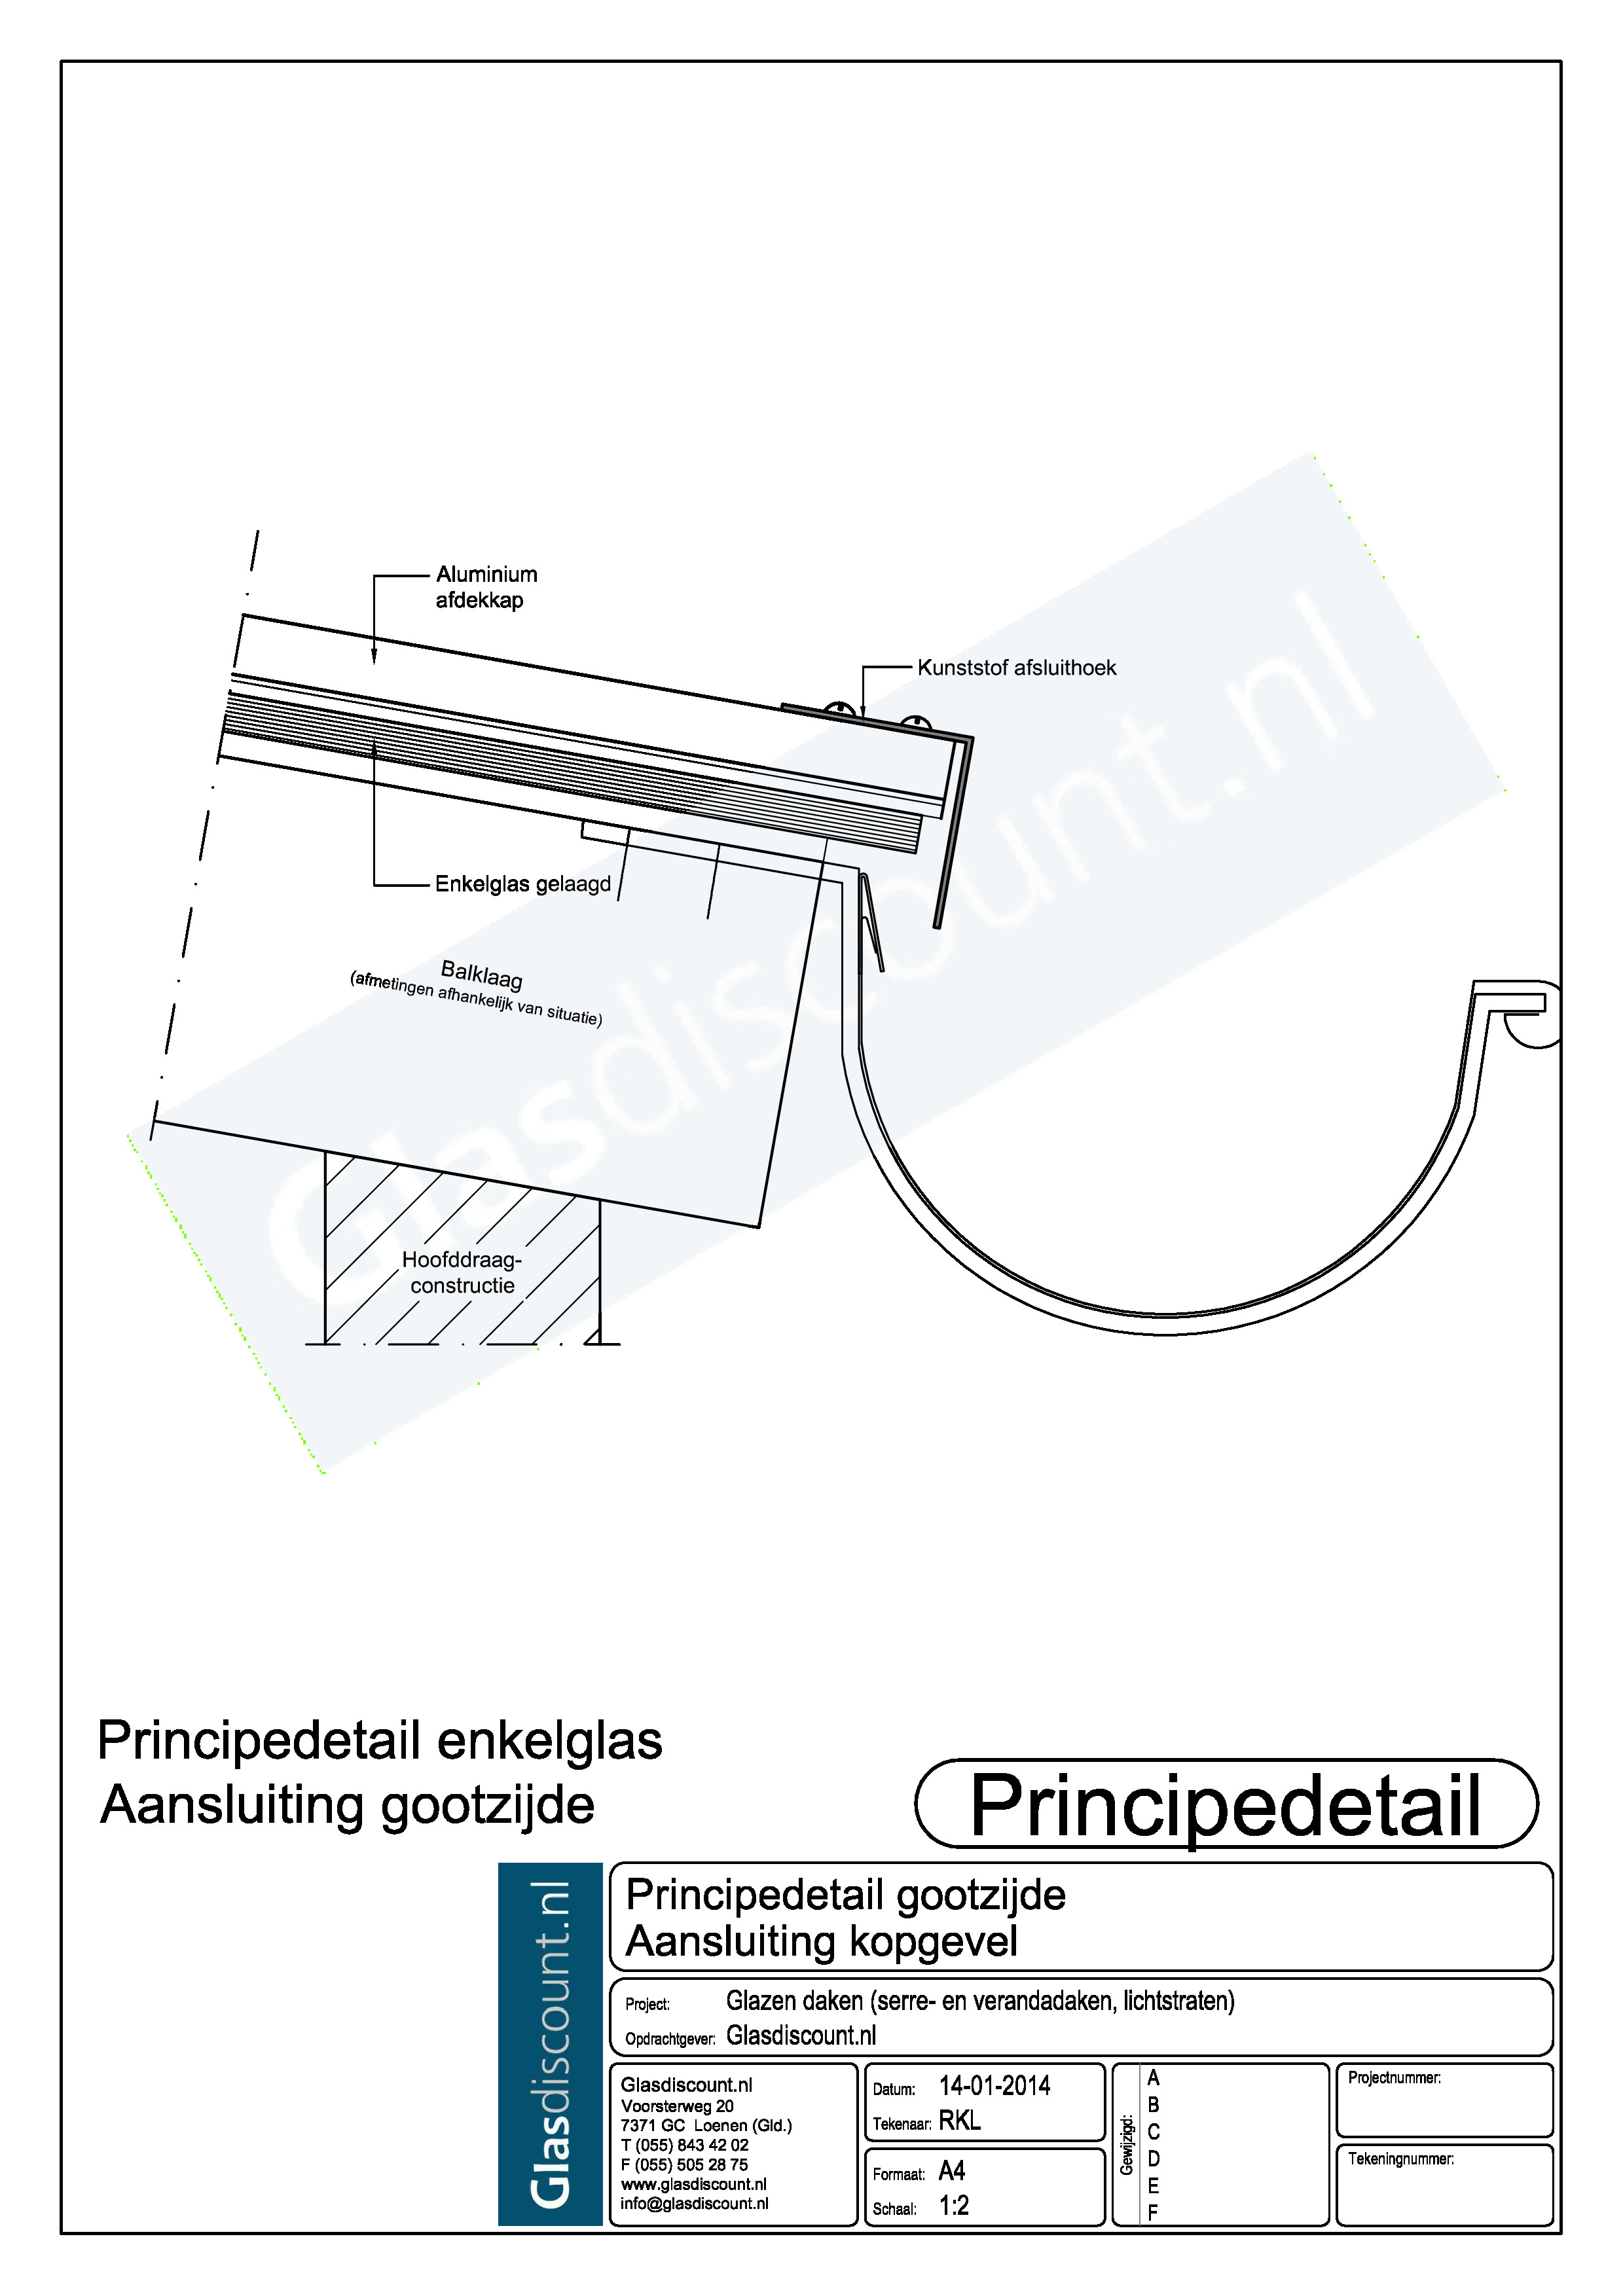 Aluminium
afdekkap
Kunststof afsluithoek
Enkelglas gelaagd
Balklaag
(afmetingen afhankelijk van situatie)
Glasdiscount.nl
Hoofddraag-
constructie
Principedetail enkelglas
Aansluiting gootzijde
Principedetail
Glasdiscount.nl
Principedetail gootzijde
Aansluiting kopgevel
Project: Glazen daken (serre- en verandadaken, lichtstraten)
Opdrachtgever: Glasdiscount.nl
Glasdiscount.nl
Voorsterweg 20
7371 GC Loenen (Gld.)
T (055) 843 42 02
F (055) 505 28 75
www.glasdiscount.nl
info@glasdiscount.nl
Datum: 14-01-2014
Tekenaar: RKL
Formaat: A4
Schaal: 1:2
Gewijzigd:
A
B
C
D
E
F
Projectnummer:
Tekeningnummer: